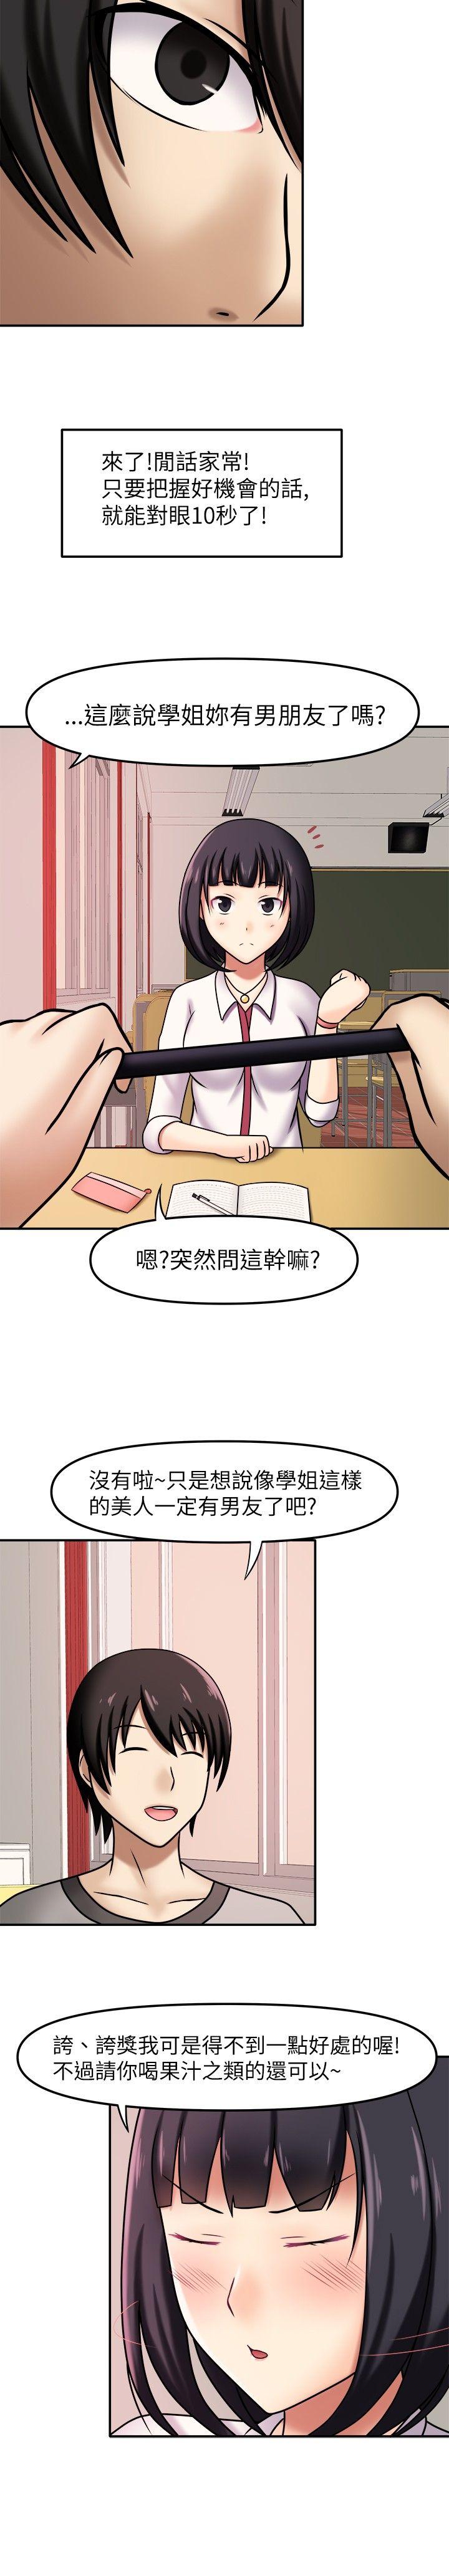 來了!閒話家常!
只要把握好機會的話,
就能對眼10秒了!
...這麼說學姐妳有男朋友了嗎?
嗯?突然問這幹嘛?
沒有啦~只是想說像學姐這樣
的美人一定有男友了吧?
誇、誇獎我可是得不到一點好處的喔!
不過請你喝果汁之類的還可以~